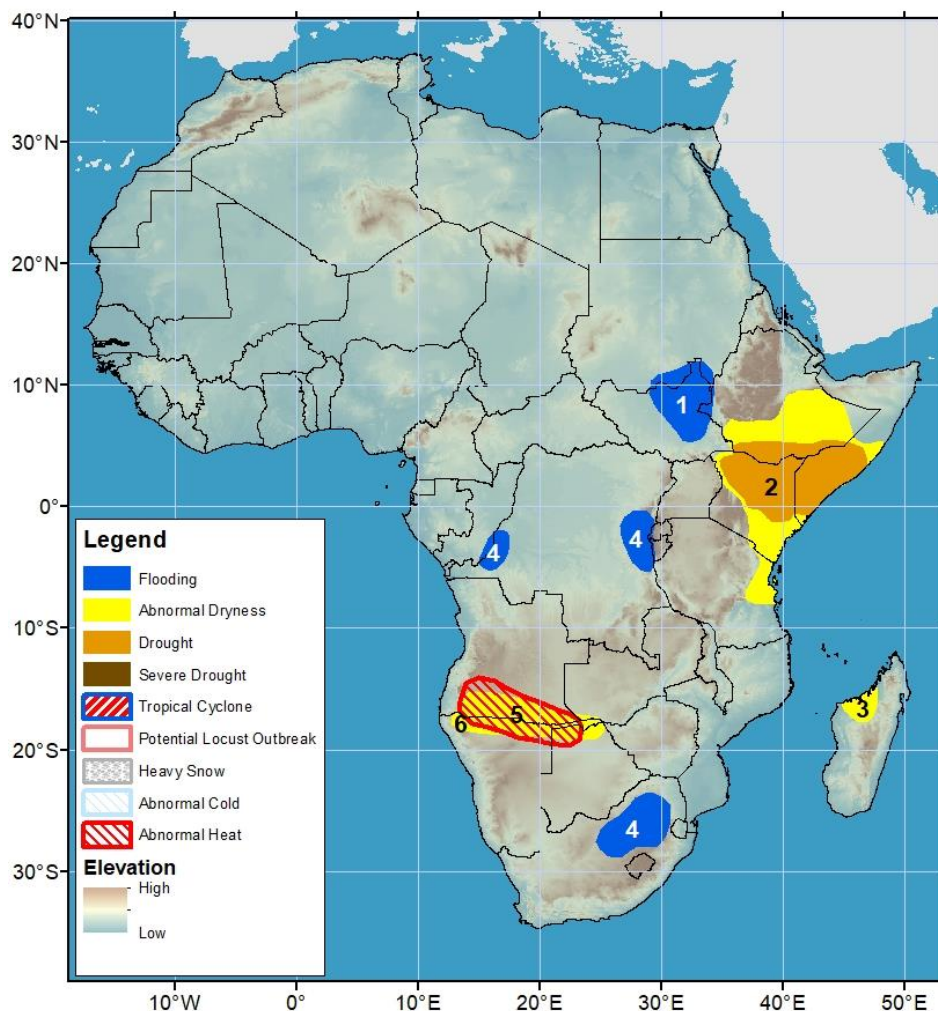 40°N
30°N
20°N
10°N
0°
10°S
20°S
30°S
1
2
4
4
3
5
6
4
Legend
Flooding
Abnormal Dryness
Drought
Severe Drought
Tropical Cyclone
Potential Locust Outbreak
Heavy Snow
Abnormal Cold
Abnormal Heat
Elevation
High
Low
10°W 0° 10°E 20°E 30°E 40°E 50°E